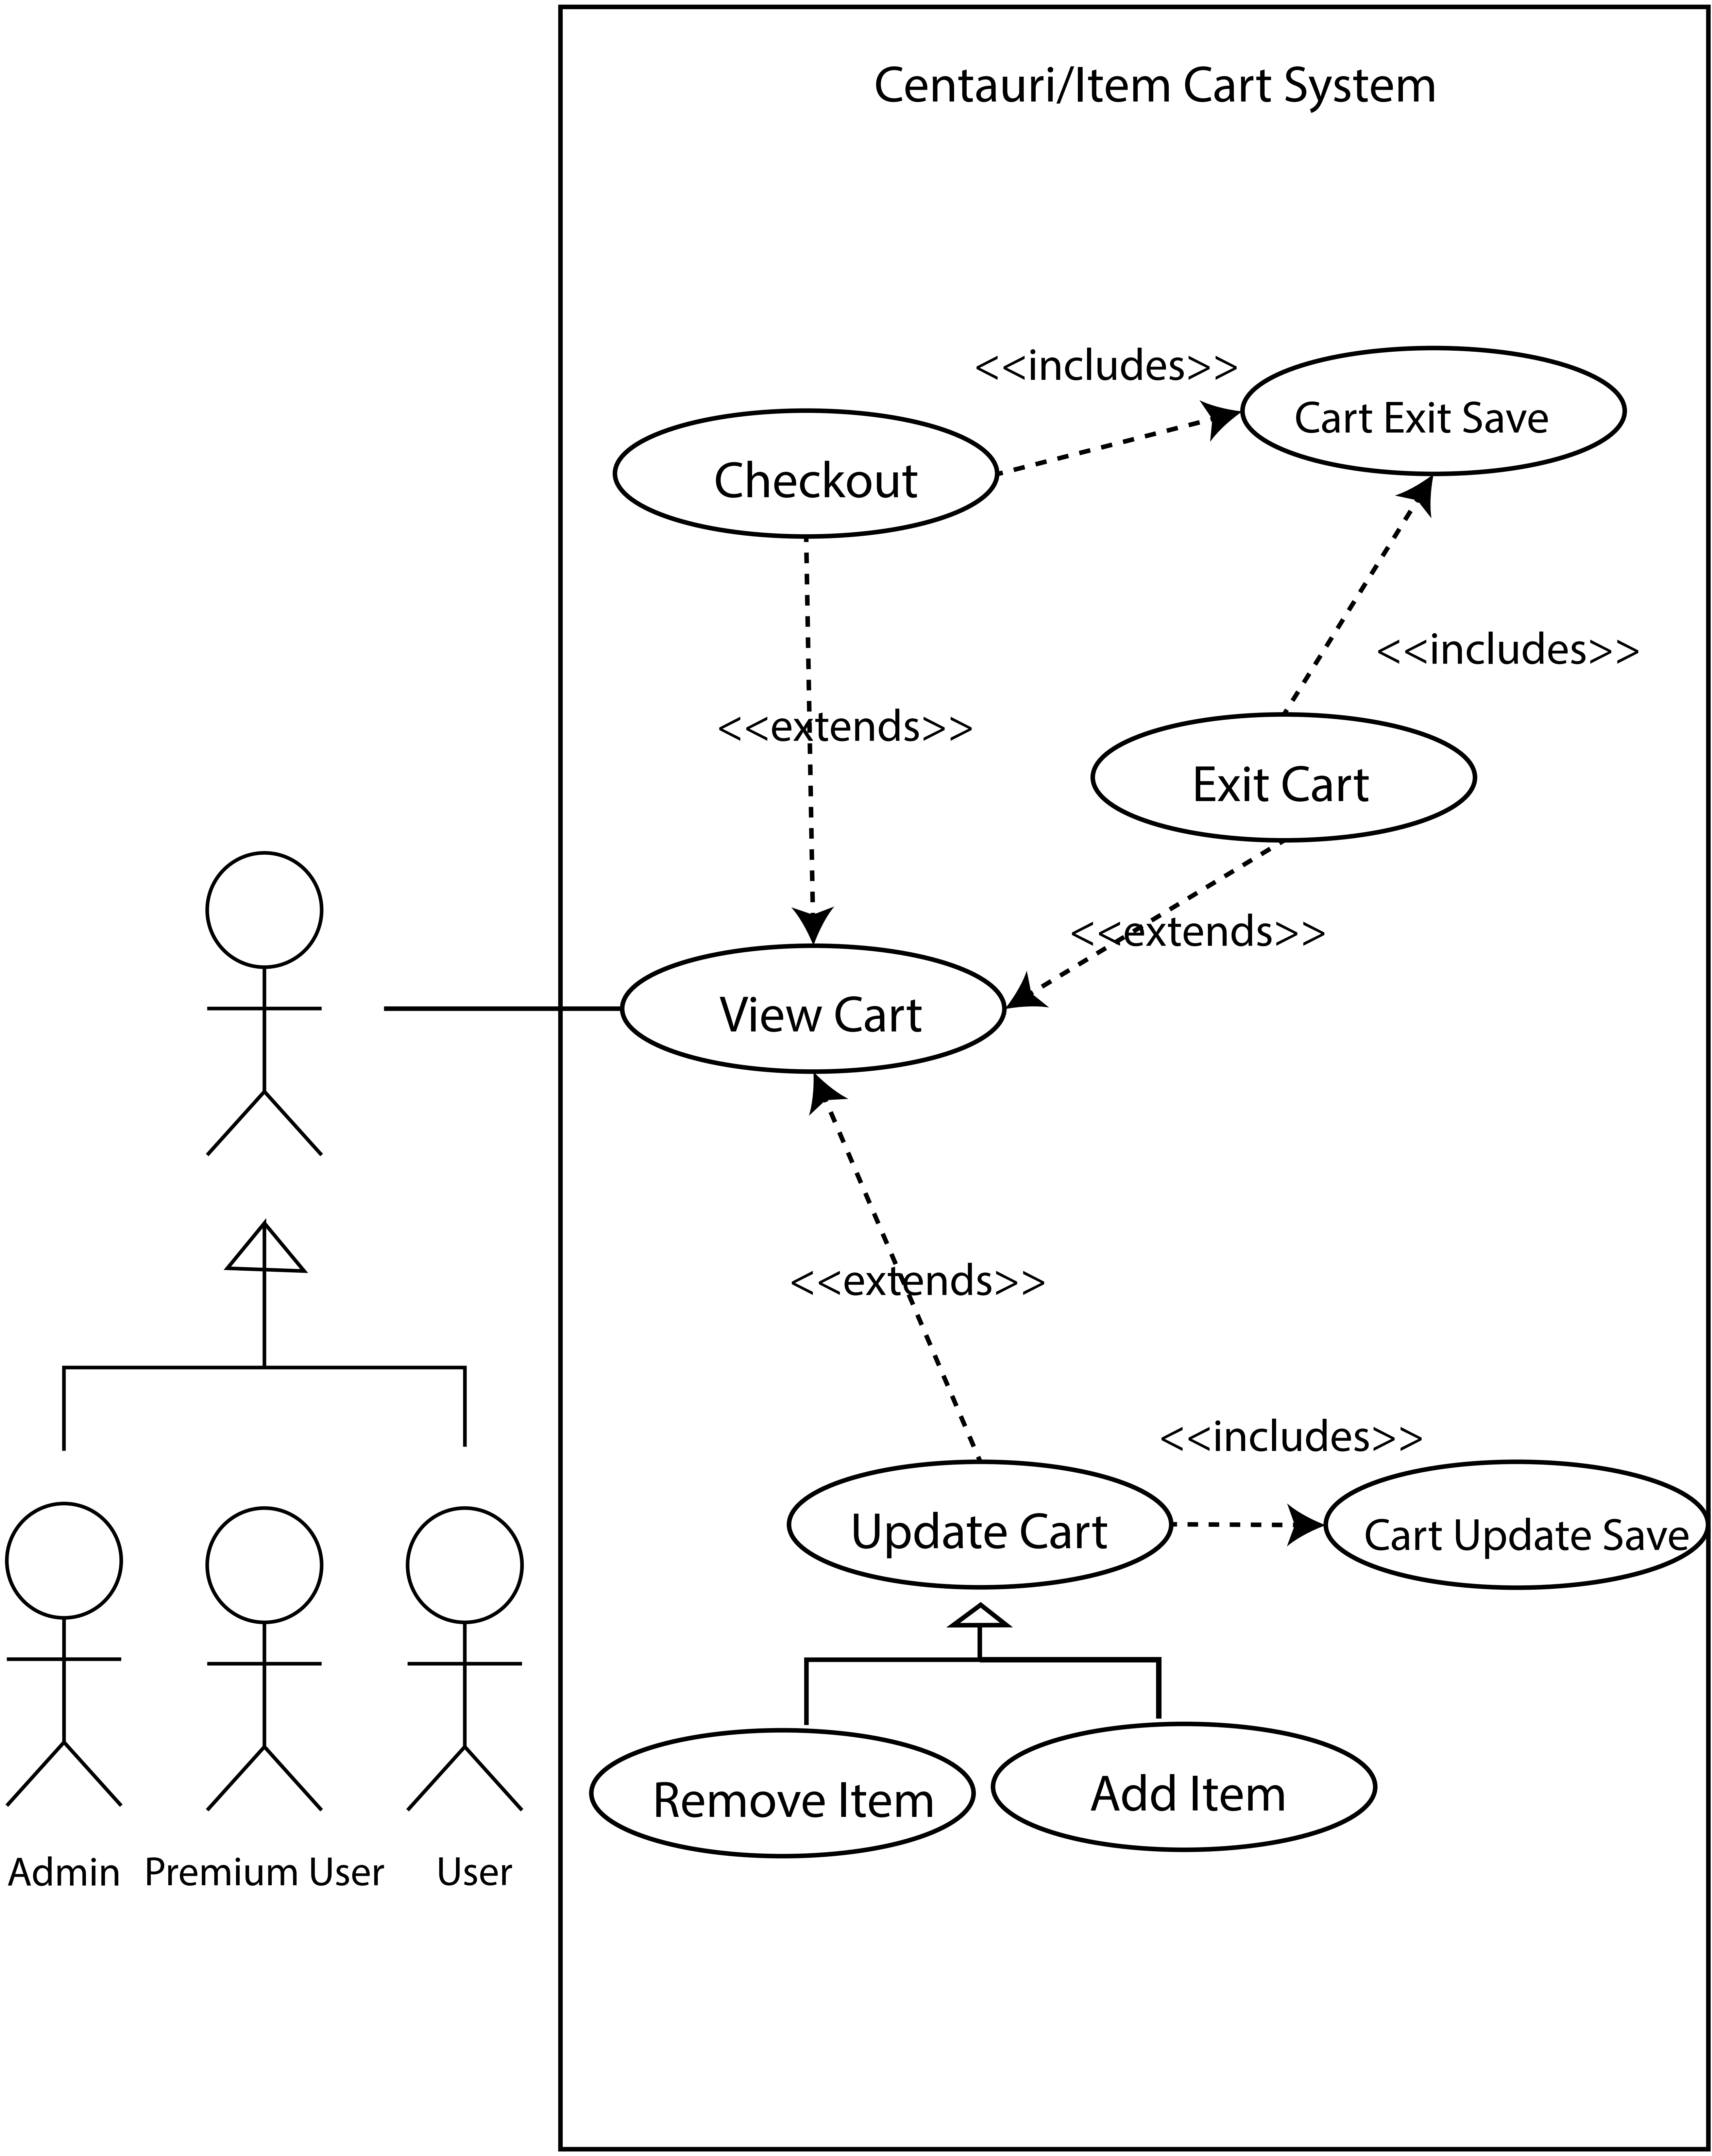 Centauri/Item Cart System
<<includes>>
Cart Exit Save
Checkout
<<includes>>
<<extends>>
Exit Cart
<<extends>>
View Cart
<<extends>>
<<includes>>
Update Cart
Cart Update Save
Remove Item
Add Item
Admin
Premium User
User